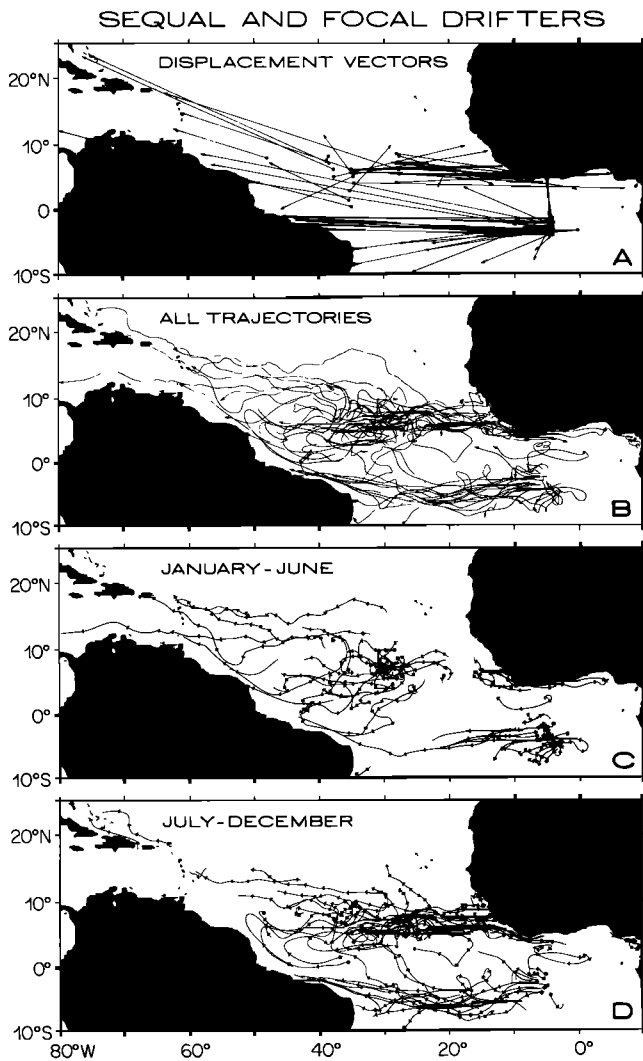 SEQUAL AND FOCAL DRIFTERS
DISPLACEMENT VECTORS
20°N
10°
0°
10°S
A
ALL TRAJECTORIES
20°N
10°
0°
10°S
B
JANUARY-JUNE
20°N
10°
0°
10°S
C
JULY-DECEMBER
20°N
10°
0°
10°S
D
80°W 60° 40° 20° 0°